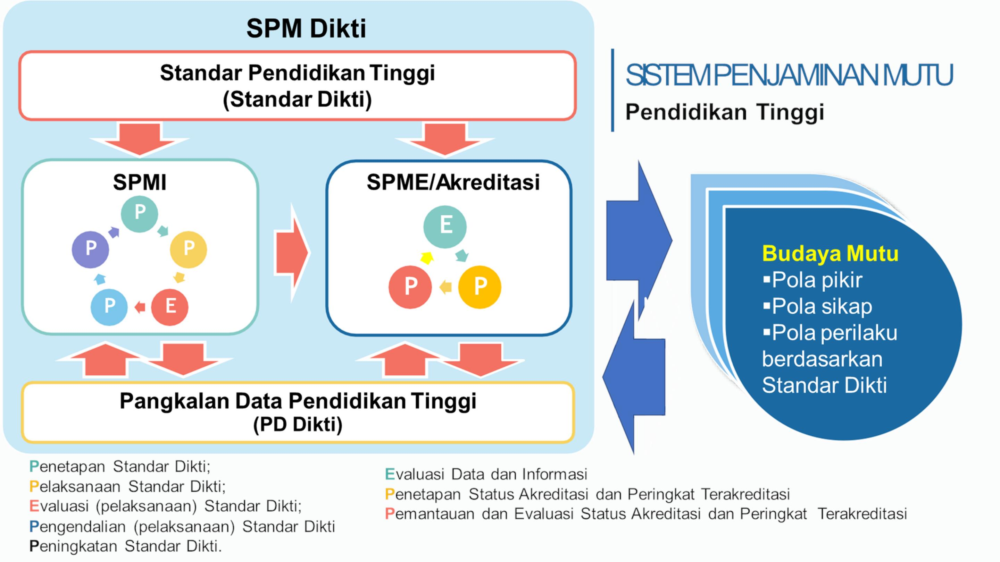 SPM Dikti
Standar Pendidikan Tinggi
(Standar Dikti)
SISTEM PENJAMINAN MUTU
Pendidikan Tinggi
SPMI
P
P
E
P
P
SPME/Akreditasi
E
P
P
Budaya Mutu
▪Pola pikir
▪Pola sikap
▪Pola perilaku
berdasarkan
Standar Dikti
Pangkalan Data Pendidikan Tinggi
(PD Dikti)
Penetapan Standar Dikti;
Pelaksanaan Standar Dikti;
Evaluasi (pelaksanaan) Standar Dikti;
Pengendalian (pelaksanaan) Standar Dikti
Peningkatan Standar Dikti.
Evaluasi Data dan Informasi
Penetapan Status Akreditasi dan Peringkat Terakreditasi
Pemantauan dan Evaluasi Status Akreditasi dan Peringkat Terakreditasi